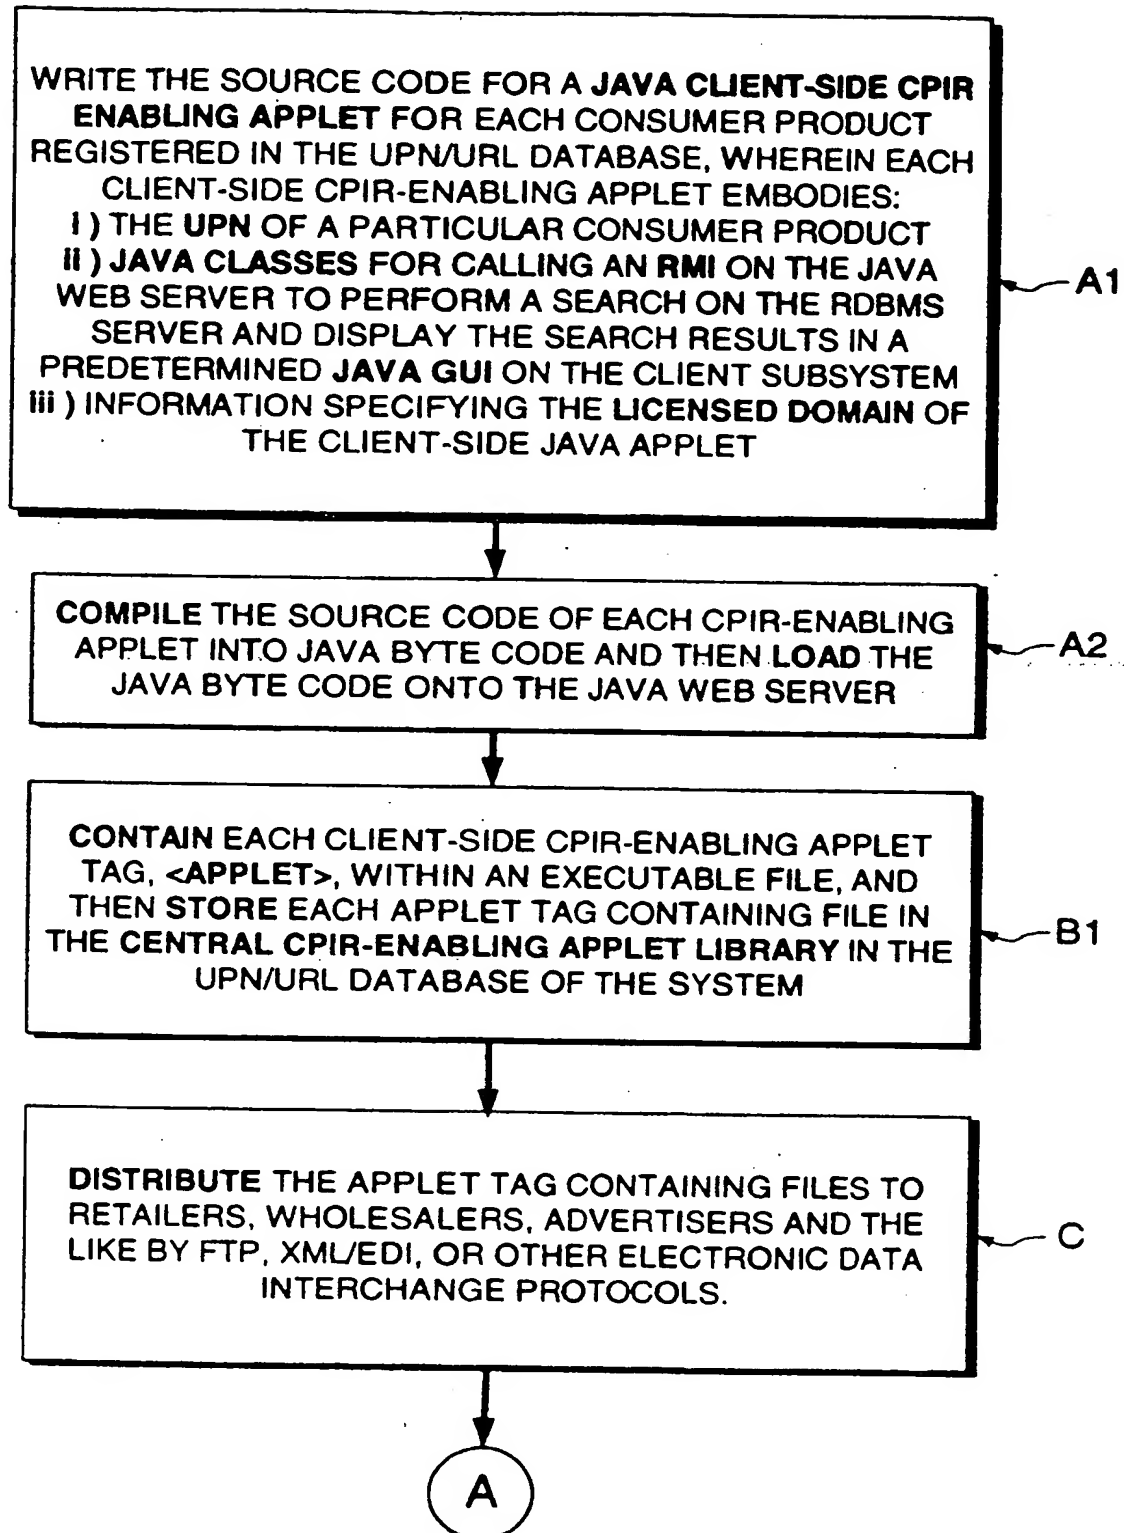 WRITE THE SOURCE CODE FOR A JAVA CLIENT-SIDE CPIR
ENABLING APPLET FOR EACH CONSUMER PRODUCT
REGISTERED IN THE UPN/URL DATABASE, WHEREIN EACH
CLIENT-SIDE CPIR-ENABLING APPLET EMBODIES:
i ) THE UPN OF A PARTICULAR CONSUMER PRODUCT
ii ) JAVA CLASSES FOR CALLING AN RMI ON THE JAVA
WEB SERVER TO PERFORM A SEARCH ON THE RDBMS
SERVER AND DISPLAY THE SEARCH RESULTS IN A
PREDETERMINED JAVA GUI ON THE CLIENT SUBSYSTEM
iii ) INFORMATION SPECIFYING THE LICENSED DOMAIN OF
THE CLIENT-SIDE JAVA APPLET
A1
COMPILE THE SOURCE CODE OF EACH CPIR-ENABLING
APPLET INTO JAVA BYTE CODE AND THEN LOAD THE
JAVA BYTE CODE ONTO THE JAVA WEB SERVER
A2
CONTAIN EACH CLIENT-SIDE CPIR-ENABLING APPLET
TAG, <APPLET>, WITHIN AN EXECUTABLE FILE, AND
THEN STORE EACH APPLET TAG CONTAINING FILE IN
THE CENTRAL CPIR-ENABLING APPLET LIBRARY IN THE
UPN/URL DATABASE OF THE SYSTEM
B1
DISTRIBUTE THE APPLET TAG CONTAINING FILES TO
RETAILERS, WHOLESALERS, ADVERTISERS AND THE
LIKE BY FTP, XML/EDI, OR OTHER ELECTRONIC DATA
INTERCHANGE PROTOCOLS.
C
A